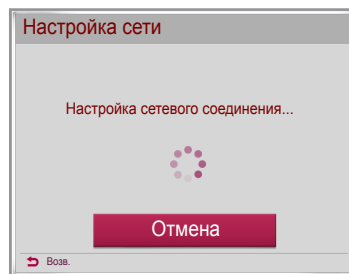 Настройка сети
Настройка сетевого соединения...
Отмена
Возв.